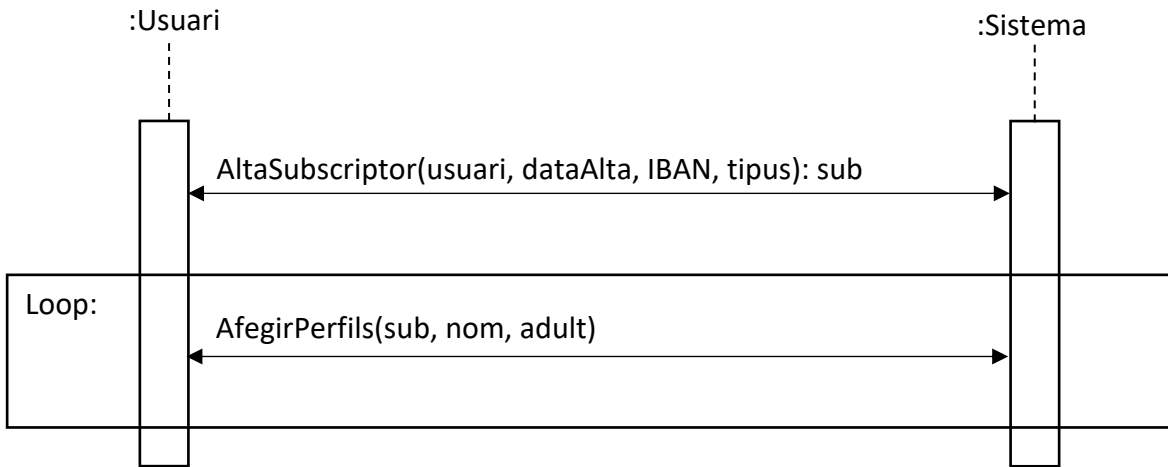 :Usuari
:Sistema
AltaSubscriptor(usuari, dataAlta, IBAN, tipus): sub
Loop:
AfegirPerfils(sub, nom, adult)